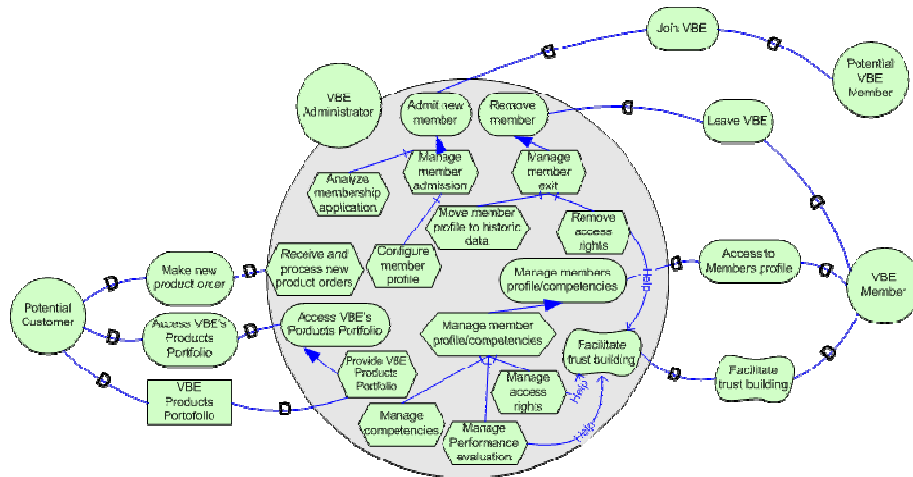 Join VBE
Potential
VBE
Member
VBE
Administrator
Admit new
member
Remove
member
Leave VBE
Analyze
membership
application
Manage
member
admission
Manage
member
exit
Move member
profile to historic
data
Remove
access
rights
Receive and
process new
product orders
Configure
member
profile
Make new
product order
Manage members
profile/competencies
Help
Access to
Members profile
VBE
Member
Potential
Customer
Access VBE's
Products
Portfolio
Access VBE's
Poducts Portfolio
Manage member
profile/competencies
Facilitate
trust building
Provide VBE
Products
Portfolio
Manage
access
rights
Help
Facilitate
trust building
VBE
Products
Portofolio
Manage
competencies
Manage
Performance
evaluation
Help